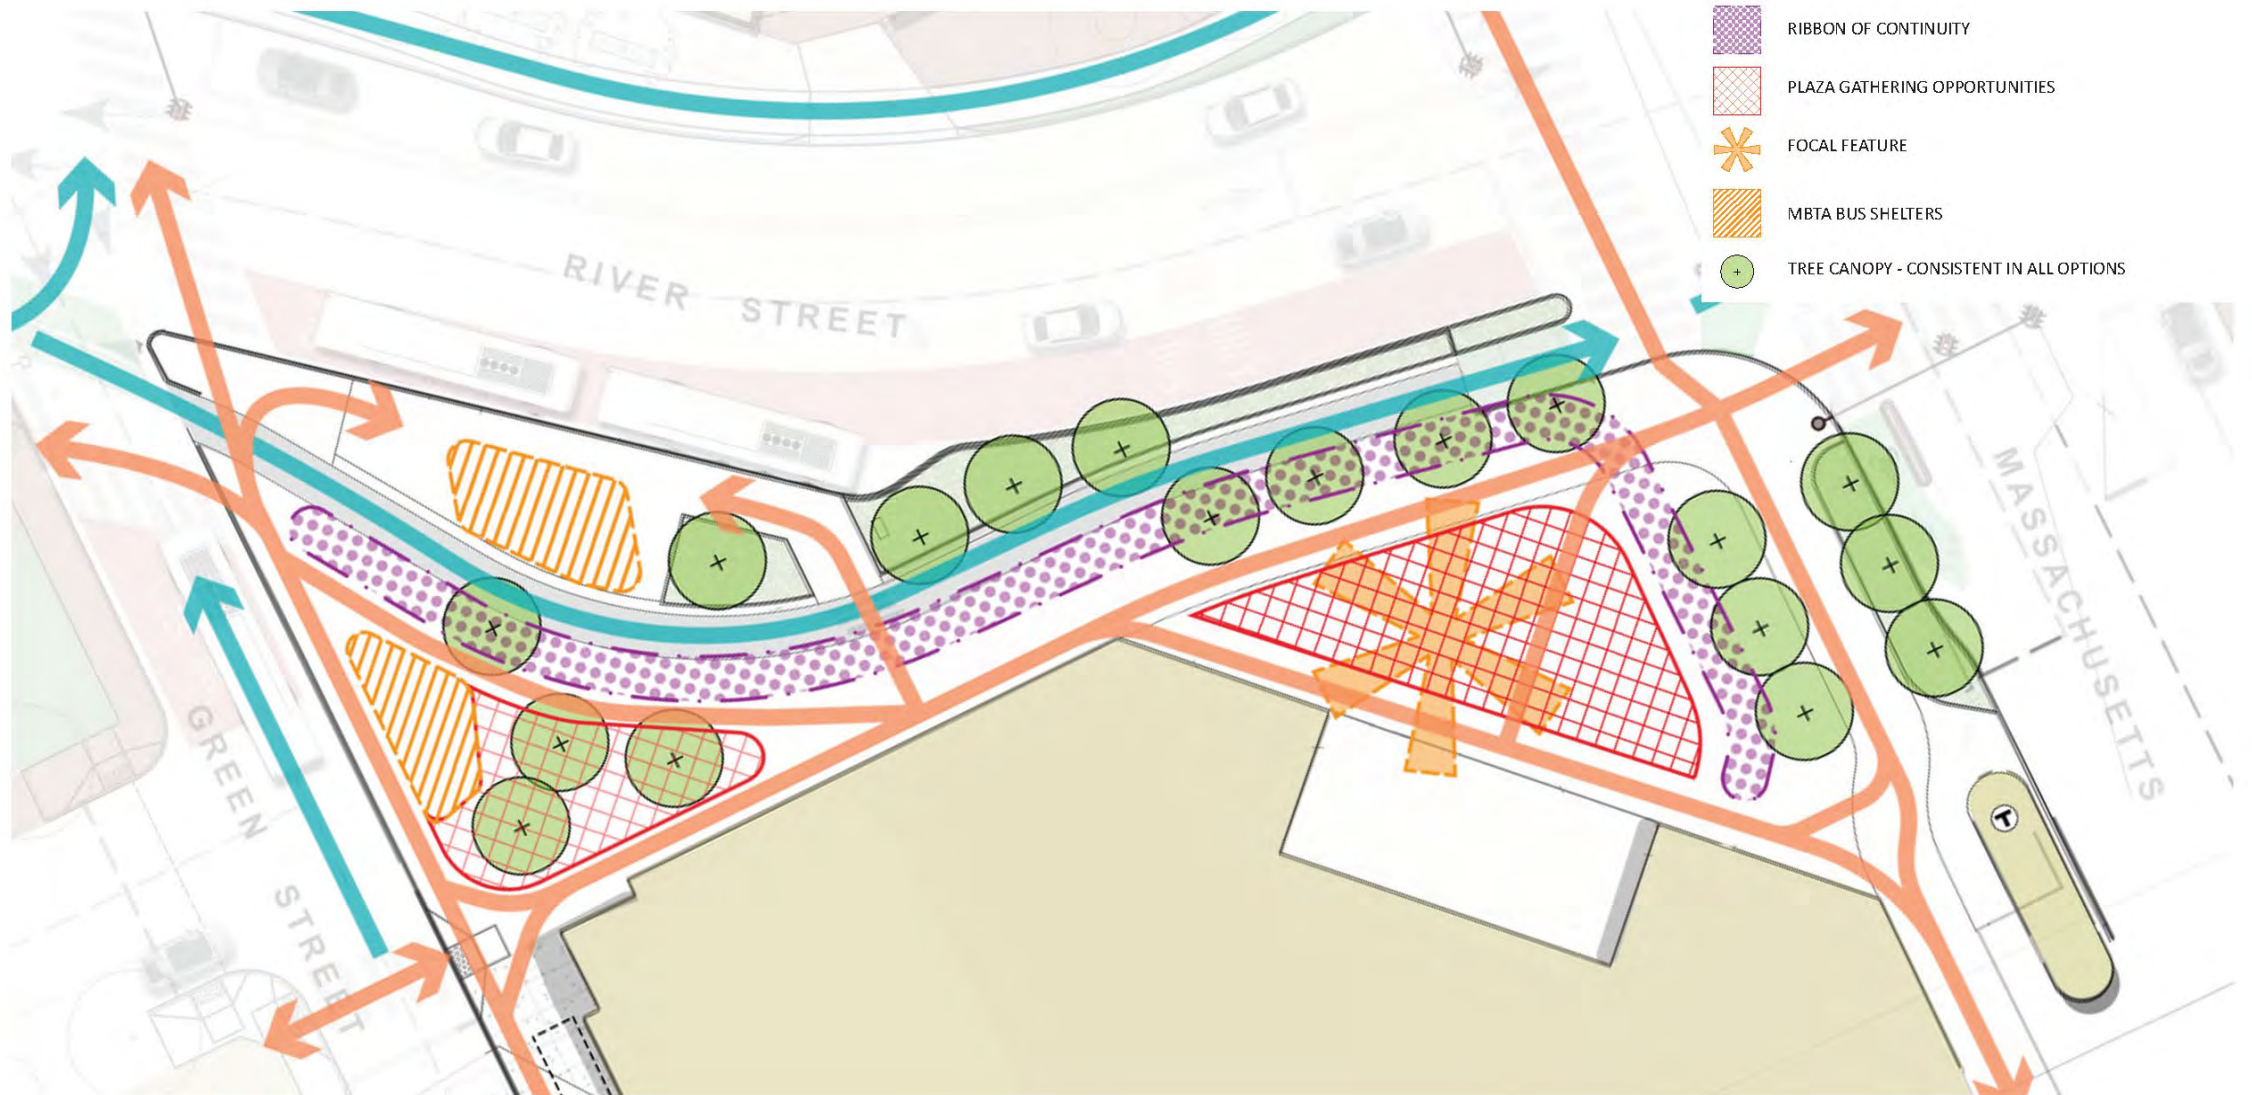 RIBBON OF CONTINUITY
PLAZA GATHERING OPPORTUNITIES
FOCAL FEATURE
MBTA BUS SHELTERS
TREE CANOPY - CONSISTENT IN ALL OPTIONS
RIVER STREET
MASSACHUSETTS
GREEN STREET
T